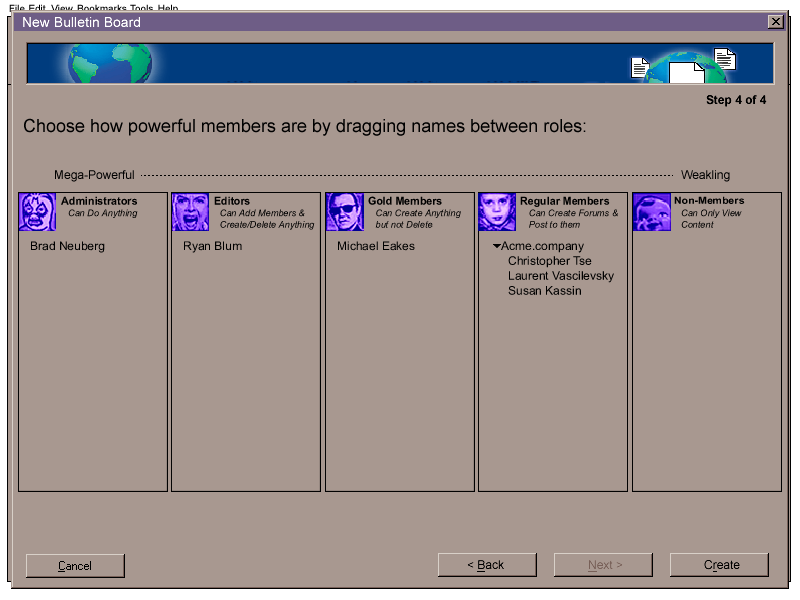 File Edit View Bookmarks Tools Help
New Bulletin Board
Step 4 of 4
Choose how powerful members are by dragging names between roles:
Mega-Powerful
Weakling
Administrators
Can Do Anything
Brad Neuberg
Editors
Can Add Members &
Create/Delete Anything
Ryan Blum
Gold Members
Can Create Anything
but not Delete
Michael Eakes
Regular Members
Can Create Forums &
Post to them
Acme.company
Christopher Tse
Laurent Vascilevsky
Susan Kassin
Non-Members
Can Only View
Content
Cancel
< Back
Next >
Create